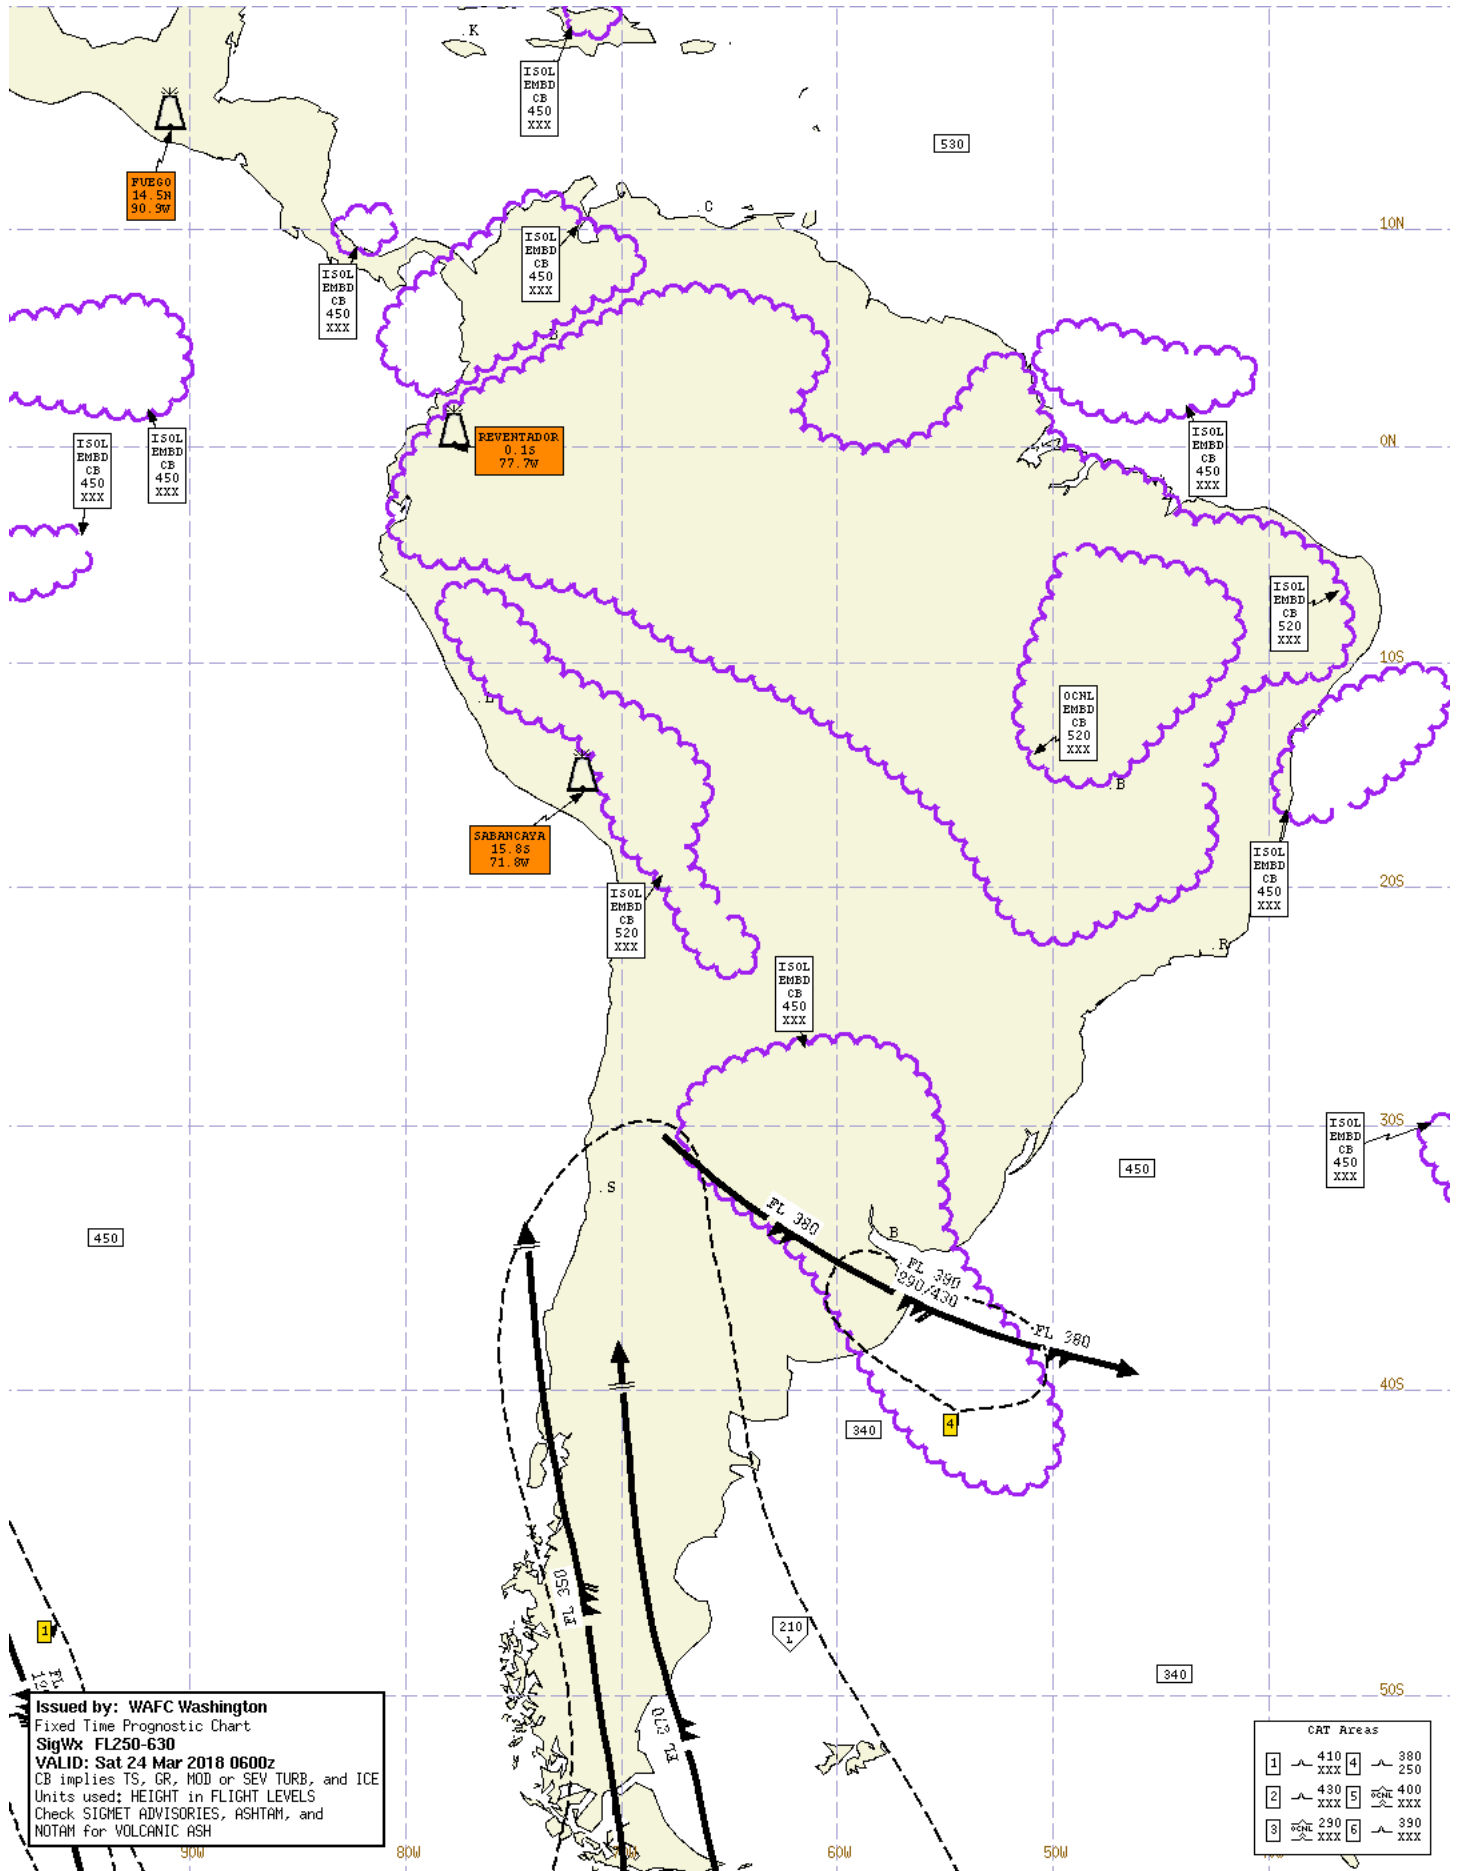 K
ISOL
EMBD
CB
450
XXX
530
FUEGO
14.5N
90.9W
C
10N
ISOL
EMBD
CB
450
XXX
ISOL
EMBD
CB
450
XXX
B
ISOL
EMBD
CB
450
XXX
ISOL
EMBD
CB
450
XXX
REVENTADOR
0.1S
77.7W
ISOL
EMBD
CB
450
XXX
0N
ISOL
EMBD
CB
520
XXX
10S
L
OCNL
EMBD
CB
520
XXX
B
SABANCAYA
15.8S
71.8W
ISOL
EMBD
CB
450
XXX
20S
ISOL
EMBD
CB
520
XXX
R
ISOL
EMBD
CB
450
XXX
30S
ISOL
EMBD
CB
450
XXX
450
S
FL 380
B
450
FL 390
290/430
FL 380
40S
340
4
FL 350
210
L
1
FL
340
50S
FL 270
Issued by: WAFC Washington
Fixed Time Prognostic Chart
SigWx FL250-630
VALID: Sat 24 Mar 2018 0600z
CB implies TS, GR, MOD or SEV TURB, and ICE
Units used: HEIGHT in FLIGHT LEVELS
Check SIGMET ADVISORIES, ASHTAM, and
NOTAM for VOLCANIC ASH
CAT Areas
1 410 XXX 4 380 250
2 430 XXX 5 OCNL 400 XXX
3 OCNL 290 XXX 6 390 XXX
90W
80W
60W
50W